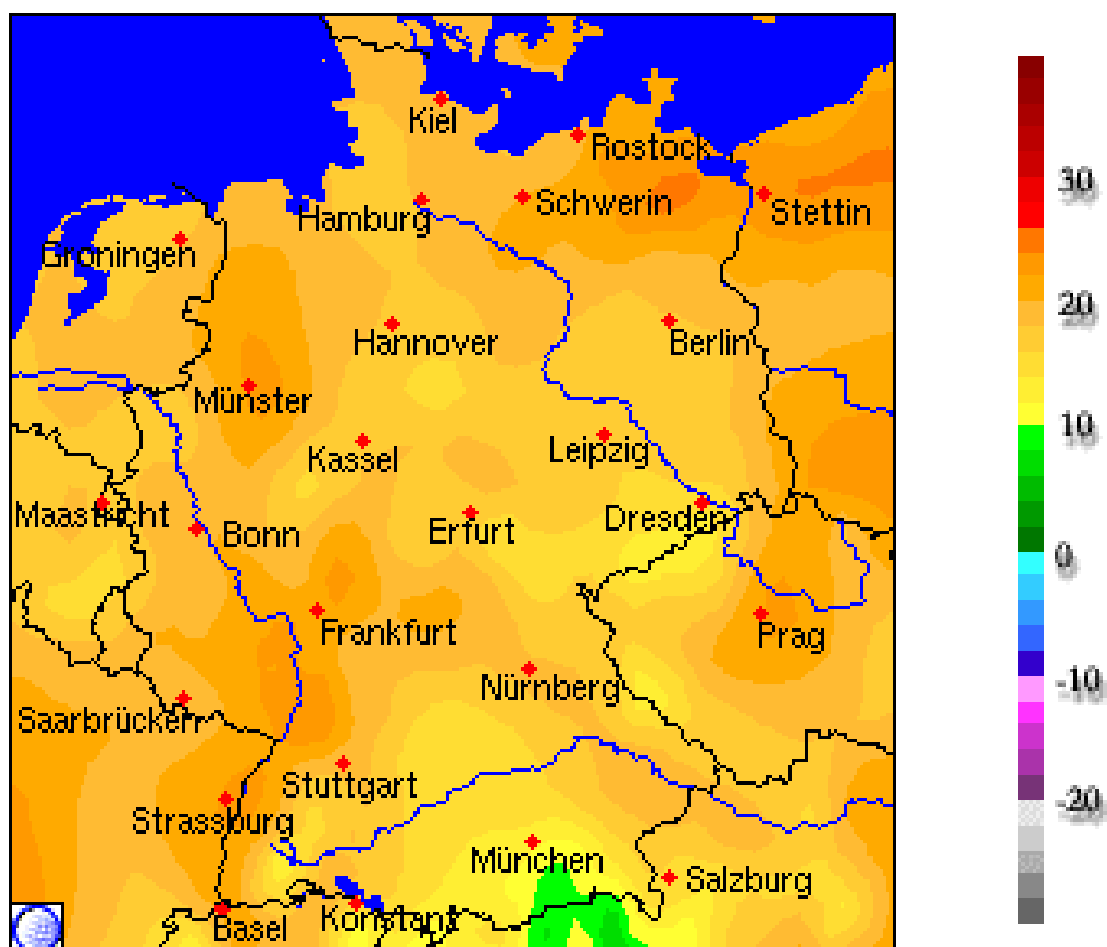 Kiel
Rostock
30
Hamburg
Schwerin
Stettin
Groningen
20
Hannover
Berlin
Münster
10
Kassel
Leipzig
Maastricht
Bonn
Erfurt
Dresden
0
Frankfurt
Prag
Nürnberg
-10
Saarbrücken
Stuttgart
-20
Strassburg
München
Salzburg
Basel
Konstanz